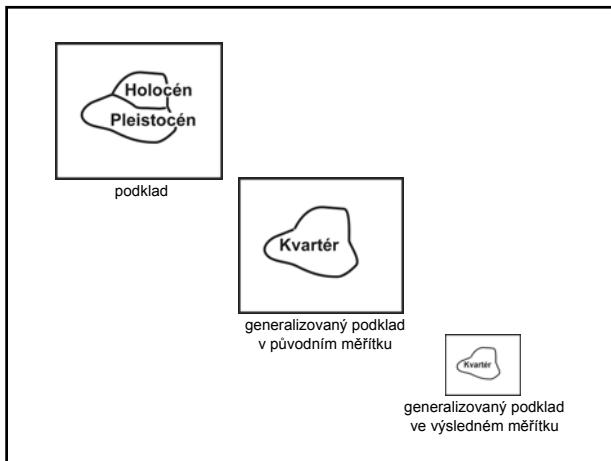 Holocén
Pleistocén
podklad
Kvartér
generalizovaný podklad
v původním měřítku
Kvartér
generalizovaný podklad
ve výsledném měřítku